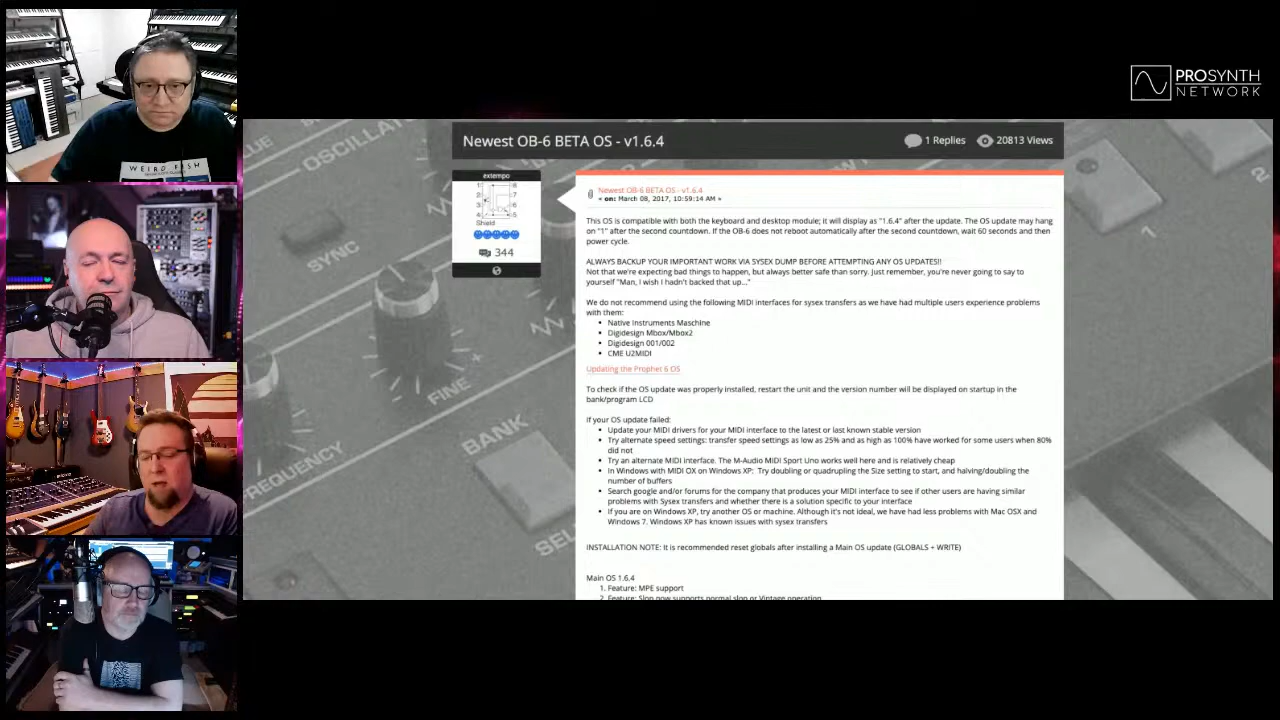 PROSYNTH
NETWORK
WEIRD FISH
Newest OB-6 BETA OS - v1.6.4
1 Replies
20813 Views
extempo
Shield
344
Newest OB-6 BETA OS - v1.6.4
« on: March 08, 2017, 10:59:14 AM »
This OS is compatible with both the keyboard and desktop module; it will display as "1.6.4" after the update. The OS update may hang
on "1" after the second countdown. If the OB-6 does not reboot automatically after the second countdown, wait 60 seconds and then
power cycle.
ALWAYS BACKUP YOUR IMPORTANT WORK VIA SYSEX DUMP BEFORE ATTEMPTING ANY OS UPDATES!!
Not that we're expecting bad things to happen, but always better safe than sorry. Just remember, you're never going to say to
yourself "Man, I wish I hadn't backed that up..."
We do not recommend using the following MIDI interfaces for sysex transfers as we have had multiple users experience problems
with them:
• Native Instruments Maschine
• Digidesign Mbox/Mbox2
• Digidesign 001/002
• CME U2MIDI
Updating the Prophet 6 OS
To check if the OS update was properly installed, restart the unit and the version number will be displayed on startup in the
bank/program LCD
If your OS update failed:
• Update your MIDI drivers for your MIDI interface to the latest or last known stable version
• Try alternate speed settings: transfer speed settings as low as 25% and as high as 100% have worked for some users when 80%
did not
• Try an alternate MIDI interface. The M-Audio MIDI Sport Uno works well here and is relatively cheap
• In Windows with MIDI OX on Windows XP: Try doubling or quadrupling the Size setting to start, and halving/doubling the
number of buffers
• Search google and/or forums for the company that produces your MIDI interface to see if other users are having similar
problems with Sysex transfers and whether there is a solution specific to your interface
• If you are on Windows XP, try another OS or machine. Although it's not ideal, we have had less problems with Mac OSX and
Windows 7. Windows XP has known issues with sysex transfers
INSTALLATION NOTE: It is recommended reset globals after installing a Main OS update (GLOBALS + WRITE)
Main OS 1.6.4
1. Feature: MPE support
2. Feature: Slop now supports normal slop or Vintage operation
OSCILLAT
SYNC
FINE
BANK
FREQUENCY
SE
2